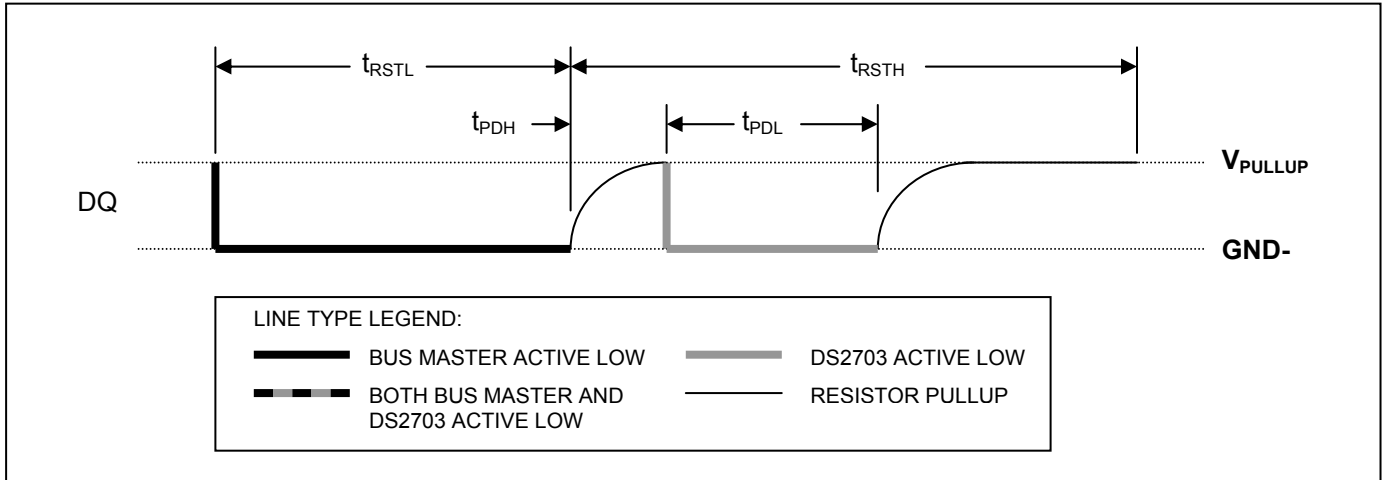 tRSTL
tRSTH
tPDH
tPDL
VPULLUP
DQ
GND-
LINE TYPE LEGEND:
BUS MASTER ACTIVE LOW
DS2703 ACTIVE LOW
BOTH BUS MASTER AND
DS2703 ACTIVE LOW
RESISTOR PULLUP